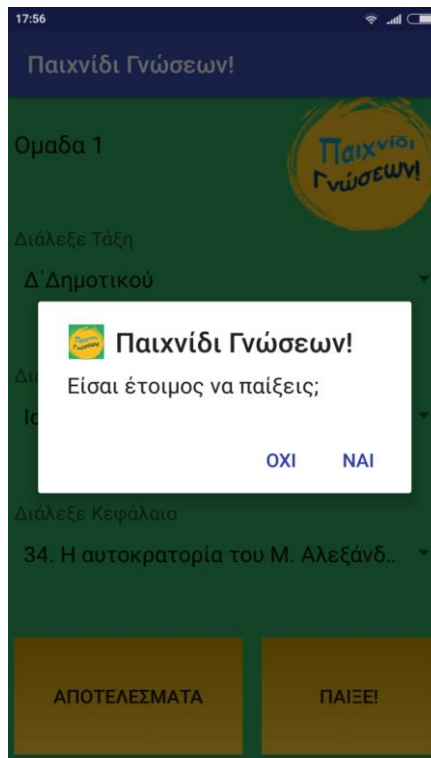 17:56
Παιχνίδι Γνώσεων!
Ομαδα 1
Παιχνίδι
Γνώσεων!
Διάλεξε Τάξη
Δ΄Δημοτικού
Παιχνίδι Γνώσεων!
Είσαι έτοιμος να παίξεις;
ΟΧΙ ΝΑΙ
Διάλεξε Κεφάλαιο
34. Η αυτοκρατορία του Μ. Αλεξάνδ..
ΑΠΟΤΕΛΕΣΜΑΤΑ ΠΑΙΞΕ!